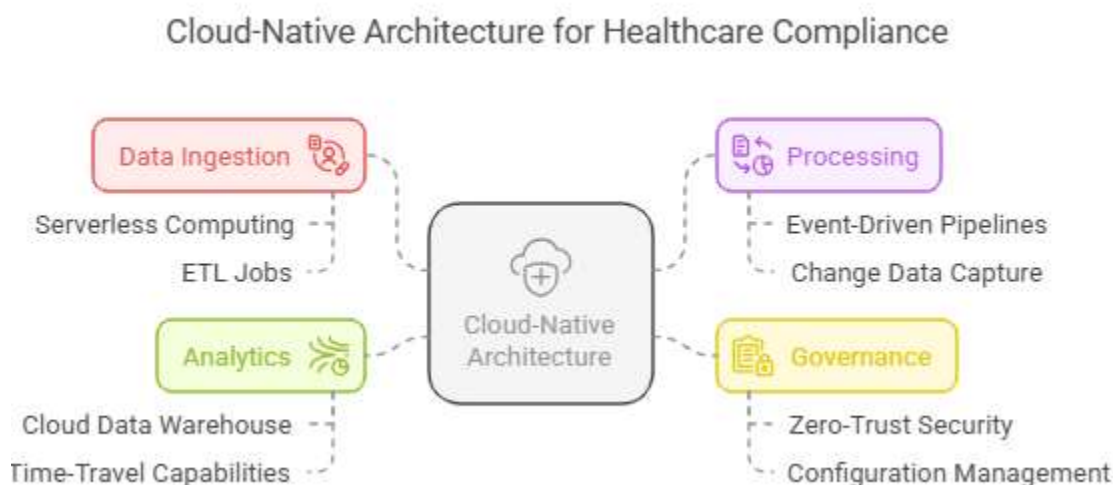 Cloud-Native Architecture for Healthcare Compliance
Data Ingestion
Serverless Computing
ETL Jobs
Processing
Event-Driven Pipelines
Change Data Capture
Cloud-Native
Architecture
Analytics
Cloud Data Warehouse
Time-Travel Capabilities
Governance
Zero-Trust Security
Configuration Management